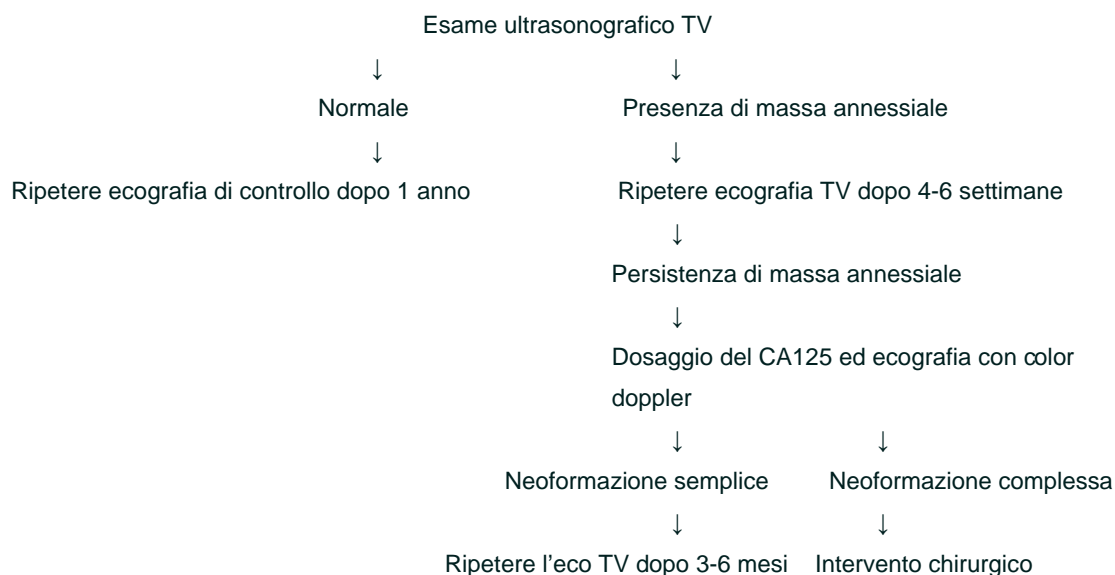 Esame ultrasonografico TV
↓ ↓
Normale Presenza di massa annessiale
↓ ↓
Ripetere ecografia di controllo dopo 1 anno Ripetere ecografia TV dopo 4-6 settimane
↓
Persistenza di massa annessiale
↓
Dosaggio del CA125 ed ecografia con color
doppler
↓ ↓
Neoformazione semplice Neoformazione complessa
↓ ↓
Ripetere l'eco TV dopo 3-6 mesi Intervento chirurgico